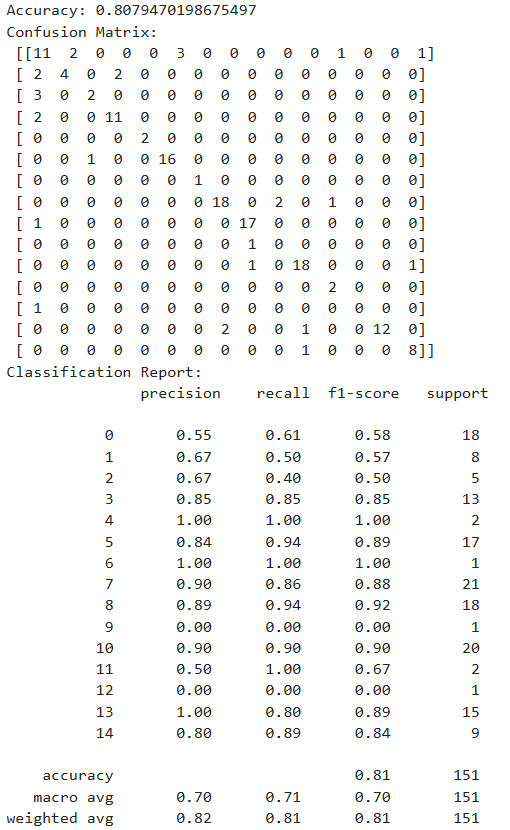 Accuracy: 0.8079470198675497
Confusion Matrix:
[[11 2 0 0 0 3 0 0 0 0 0 1 0 0 1]
[ 2 4 0 2 0 0 0 0 0 0 0 0 0 0 0]
[ 3 0 2 0 0 0 0 0 0 0 0 0 0 0 0]
[ 2 0 0 11 0 0 0 0 0 0 0 0 0 0 0]
[ 0 0 0 0 2 0 0 0 0 0 0 0 0 0 0]
[ 0 0 1 0 0 16 0 0 0 0 0 0 0 0 0]
[ 0 0 0 0 0 0 1 0 0 0 0 0 0 0 0]
[ 0 0 0 0 0 0 0 18 0 2 0 1 0 0 0]
[ 1 0 0 0 0 0 0 0 17 0 0 0 0 0 0]
[ 0 0 0 0 0 0 0 0 1 0 0 0 0 0 0]
[ 0 0 0 0 0 0 0 0 1 0 18 0 0 0 1]
[ 0 0 0 0 0 0 0 0 0 0 0 2 0 0 0]
[ 1 0 0 0 0 0 0 0 0 0 0 0 0 0 0]
[ 0 0 0 0 0 0 0 2 0 0 1 0 0 12 0]
[ 0 0 0 0 0 0 0 0 0 0 1 0 0 0 8]]
Classification Report:
precision recall f1-score support
0 0.55 0.61 0.58 18
1 0.67 0.50 0.57 8
2 0.67 0.40 0.50 5
3 0.85 0.85 0.85 13
4 1.00 1.00 1.00 2
5 0.84 0.94 0.89 17
6 1.00 1.00 1.00 1
7 0.90 0.86 0.88 21
8 0.89 0.94 0.92 18
9 0.00 0.00 0.00 1
10 0.90 0.90 0.90 20
11 0.50 1.00 0.67 2
12 0.00 0.00 0.00 1
13 1.00 0.80 0.89 15
14 0.80 0.89 0.84 9
accuracy 0.81 151
macro avg 0.70 0.71 0.70 151
weighted avg 0.82 0.81 0.81 151